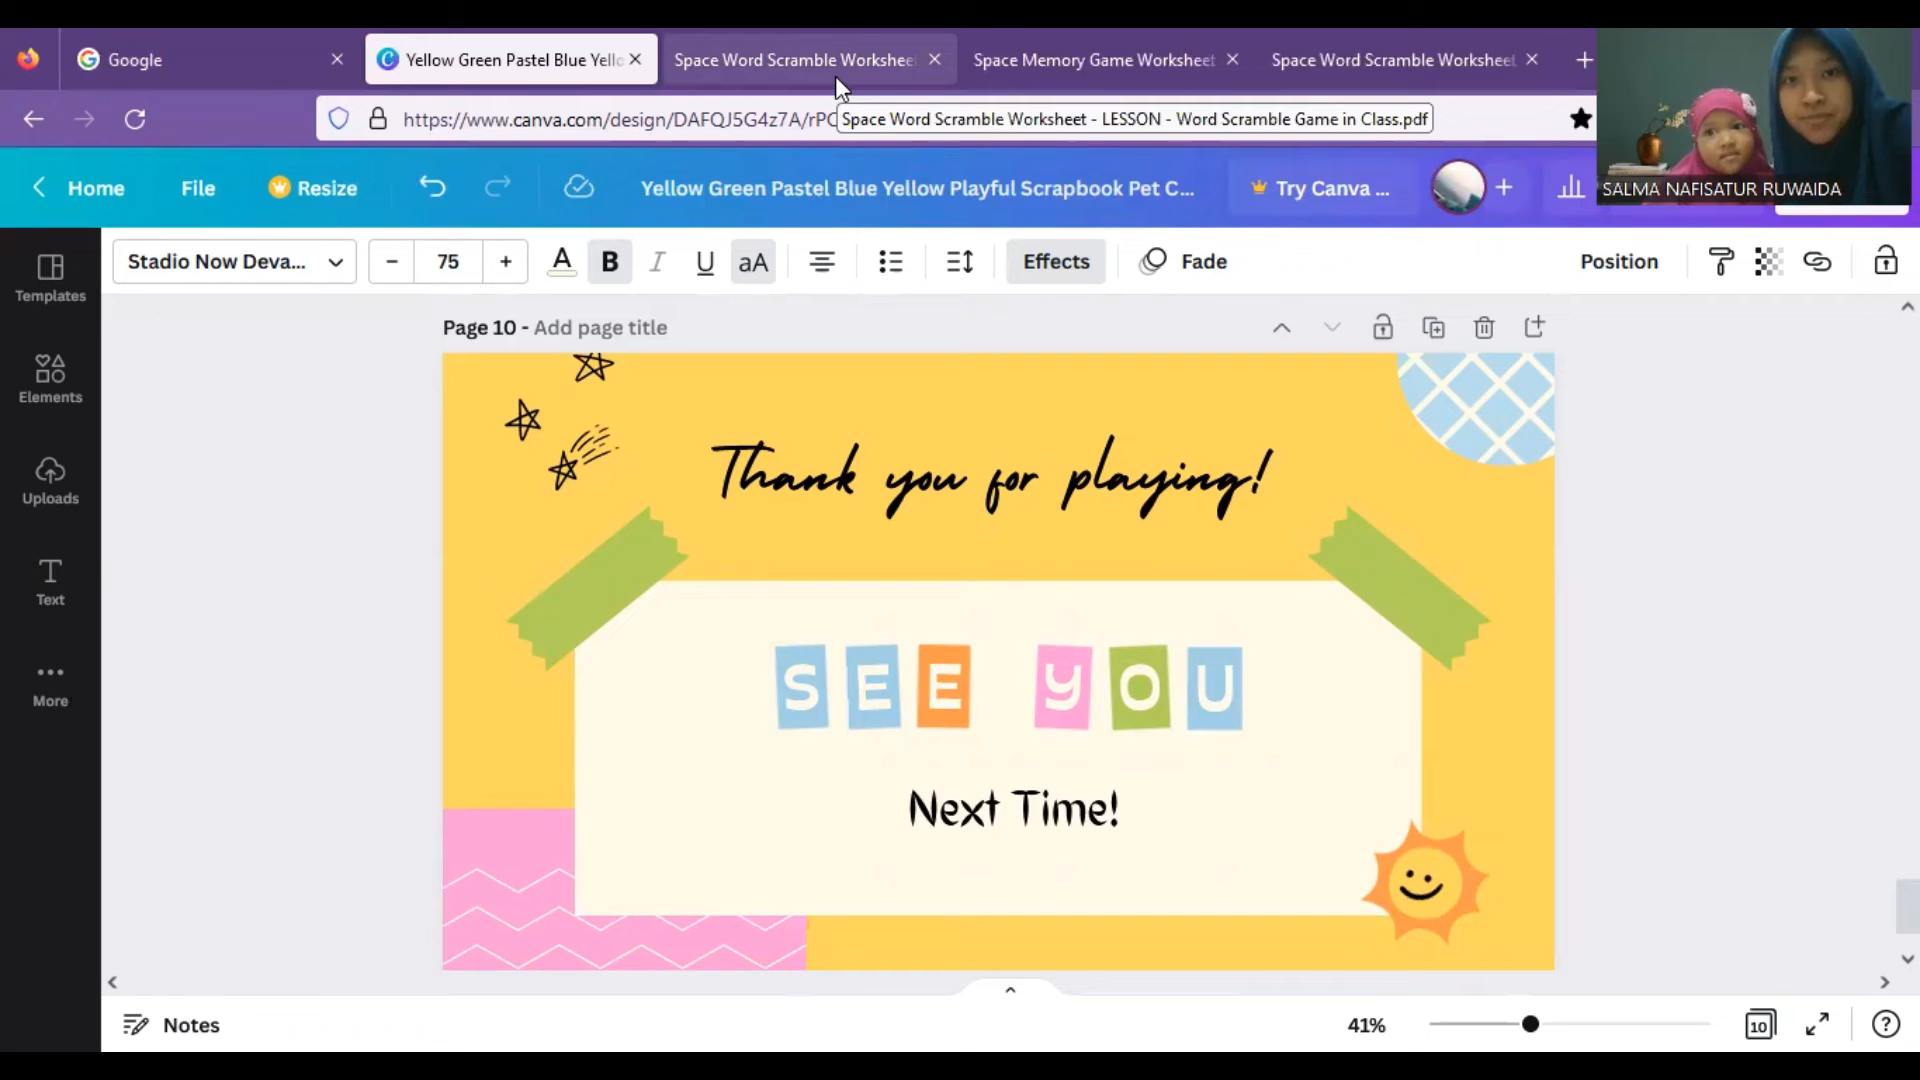 Google
Yellow Green Pastel Blue Yello
Space Word Scramble Workshee
Space Memory Game Worksheet
Space Word Scramble Worksheet
https://www.canva.com/design/DAFQJ5G4z7A/rPC
Space Word Scramble Worksheet - LESSON - Word Scramble Game in Class.pdf
Home
File
Resize
Yellow Green Pastel Blue Yellow Playful Scrapbook Pet C...
Try Canva ...
SALMA NAFISATUR RUWAIDA
Stadio Now Deva...
75
A
B
I
U
aA
Effects
Fade
Position
Templates
Elements
Uploads
Text
More
Page 10 - Add page title
Thank you for playing!
SEE YOU
Next Time!
Notes
41%
10